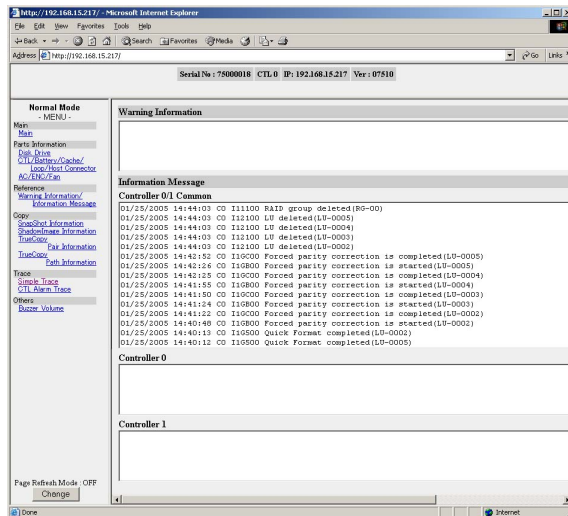 http://192.168.15.217/ - Microsoft Internet Explorer
File Edit View Favorites Tools Help
Back Search Favorites Media
Address http://192.168.15.217/ Go Links
Serial No : 75000018 CTL 0 IP: 192.168.15.217 Ver : 07510
Normal Mode
- MENU -
Main
Main
Parts Information
Disk Drive
CTL/Battery/Cache/
Loop/Host Connector
AC/ENC/Fan
Reference
Warning Information/
Information Message
Copy
SnapShot Information
ShadowImage Information
TrueCopy
Pair Information
TrueCopy
Path Information
Trace
Simple Trace
CTL Alarm Trace
Others
Buzzer Volume
Page Refresh Mode : OFF
Change
Warning Information
Information Message
Controller 0/1 Common
01/25/2005 14:44:03 C0 I11100 RAID group deleted(RG-00)
01/25/2005 14:44:03 C0 I12100 LU deleted(LU-0005)
01/25/2005 14:44:03 C0 I12100 LU deleted(LU-0004)
01/25/2005 14:44:03 C0 I12100 LU deleted(LU-0003)
01/25/2005 14:44:03 C0 I12100 LU deleted(LU-0002)
01/25/2005 14:42:52 C0 I1GC00 Forced parity correction is completed(LU-0005)
01/25/2005 14:42:26 C0 I1GB00 Forced parity correction is started(LU-0005)
01/25/2005 14:42:25 C0 I1GC00 Forced parity correction is completed(LU-0004)
01/25/2005 14:41:55 C0 I1GB00 Forced parity correction is started(LU-0004)
01/25/2005 14:41:50 C0 I1GC00 Forced parity correction is completed(LU-0003)
01/25/2005 14:41:24 C0 I1GB00 Forced parity correction is started(LU-0003)
01/25/2005 14:41:22 C0 I1GC00 Forced parity correction is completed(LU-0002)
01/25/2005 14:40:48 C0 I1GB00 Forced parity correction is started(LU-0002)
01/25/2005 14:40:13 C0 I1G500 Quick Format completed(LU-0002)
01/25/2005 14:40:12 C0 I1G500 Quick Format completed(LU-0005)
Controller 0
Controller 1
Done Internet